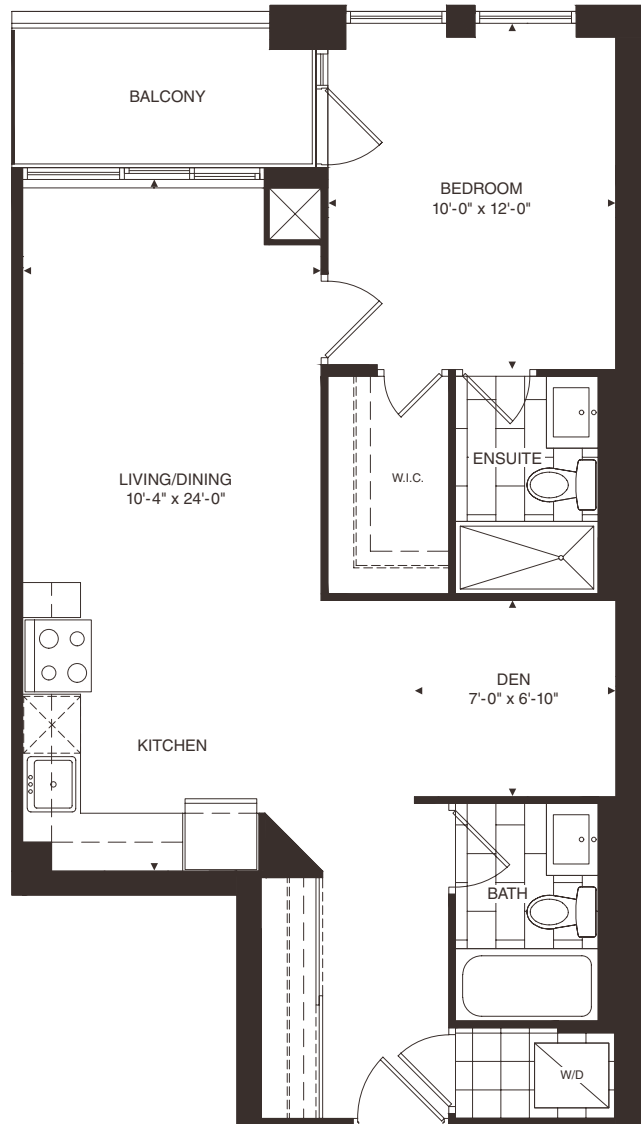 BALCONY
BEDROOM
10'-0" x 12'-0"
LIVING/DINING
10'-4" x 24'-0"
W.I.C.
ENSUITE
DEN
7'-0" x 6'-10"
KITCHEN
BATH
W/D